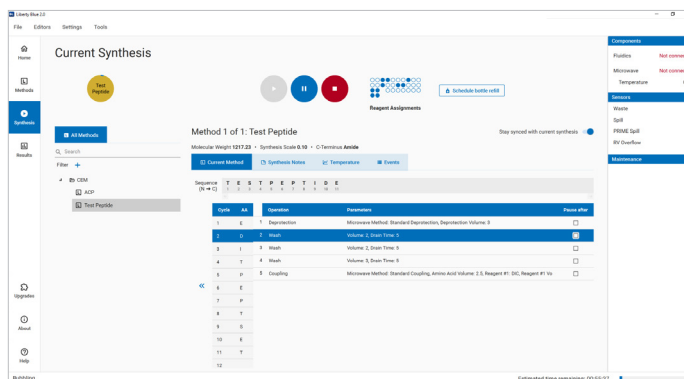 Liberty Blue 2.0
File Editors Settings Tools
Home
Methods
Synthesis
Results
Upgrades
About
Help
Current Synthesis
Test
Peptide
Reagent Assignments
Schedule bottle refill
All Methods
Search
Filter +
CEM
ACP
Test Peptide
Method 1 of 1: Test Peptide
Stay synced with current synthesis
Molecular Weight 1217.23 • Synthesis Scale 0.10 • C-Terminus Amide
Current Method Synthesis Notes Temperature Events
Sequence T E S T P E P T I D E
(N → C) 1 2 3 4 5 6 7 8 9 10 11
Cycle AA Operation Parameters Pause after
1 E 1 Deprotection Microwave Method: Standard Deprotection, Deprotection Volume: 3
2 D 2 Wash Volume: 2, Drain Time: 5
3 I 3 Wash Volume: 2, Drain Time: 5
4 T 4 Wash Volume: 3, Drain Time: 5
5 P 5 Coupling Microwave Method: Standard Coupling, Amino Acid Volume: 2.5, Reagent #1: DIC, Reagent #1 Vo
6 E
7 P
8 T
9 S
10 E
11 T
12
Components
Fluidics Not connec
Microwave Not connec
Temperature
Sensors
Waste
Spill
PRIME Spill
RV Overflow
Maintenance
Bubbling
Estimated time remaining: 00:55:57